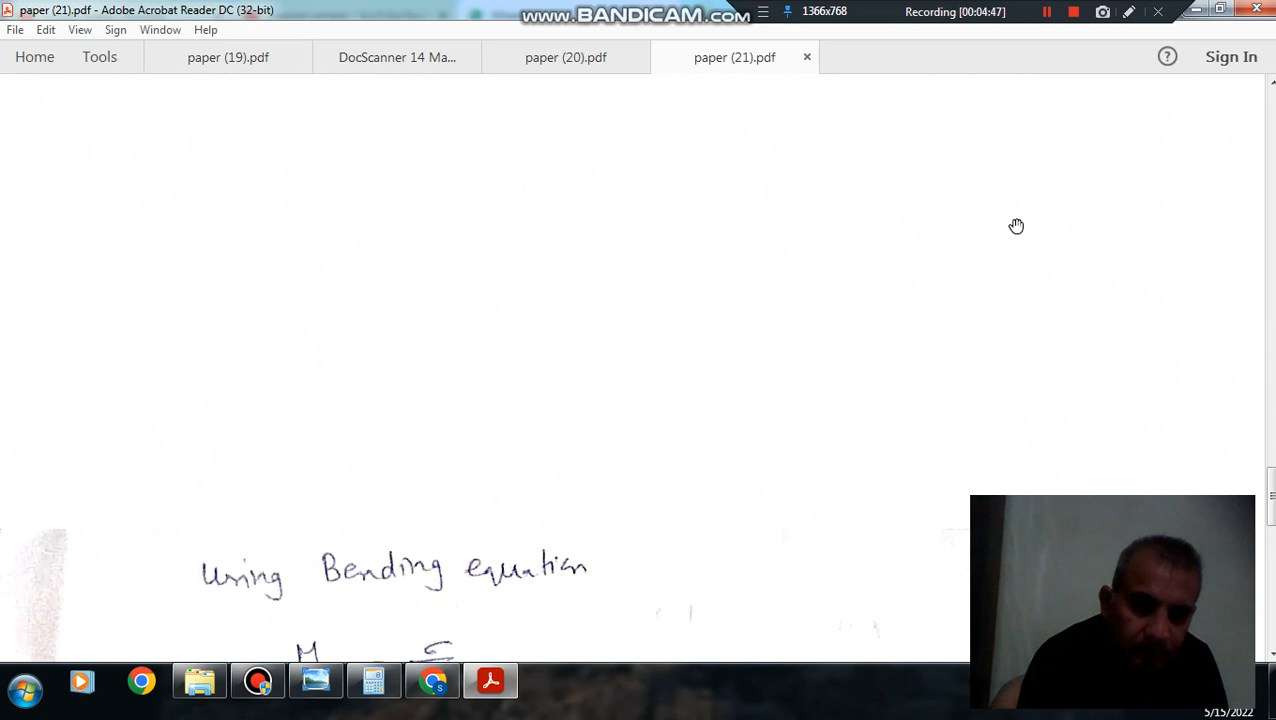 paper (21).pdf - Adobe Acrobat Reader DC (32-bit)
www.BANDICAM.com
1366x768
Recording [00:04:47]
File Edit View Sign Window Help
Home Tools paper (19).pdf DocScanner 14 Ma... paper (20).pdf paper (21).pdf × ? Sign In
Using Bending equation
M
5/15/2022